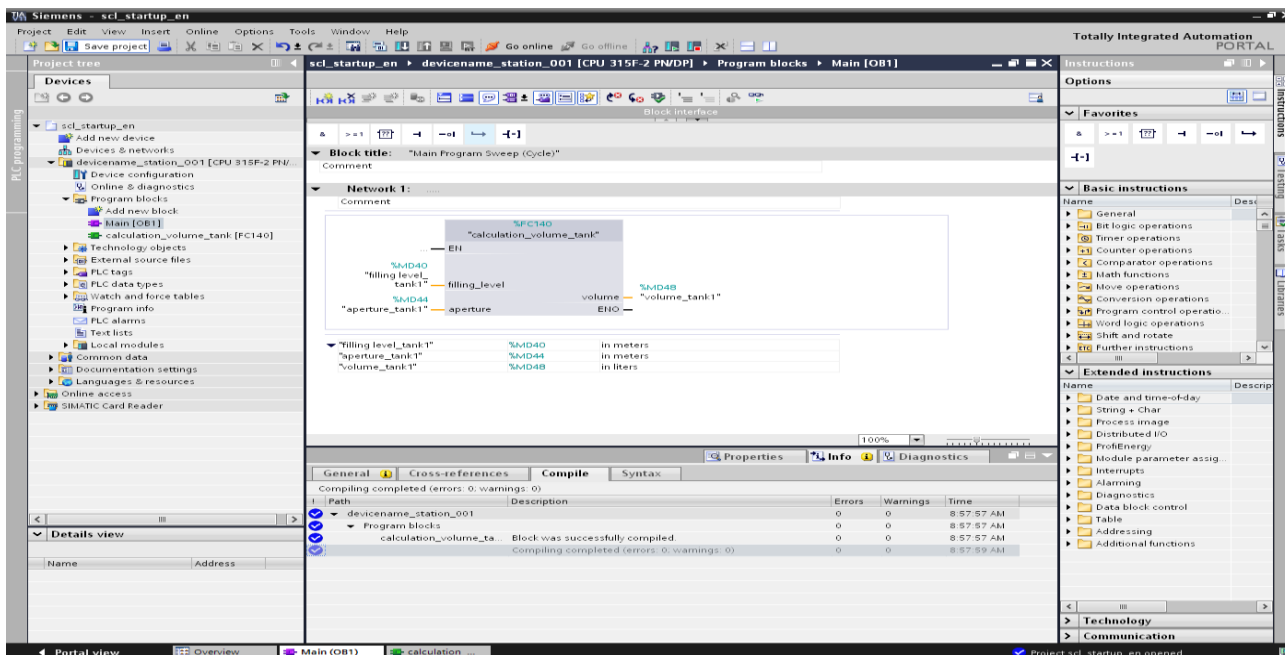 Siemens - scl_startup_en
Project Edit View Insert Online Options Tools Window Help
Save project Go online Go offline
Totally Integrated Automation
PORTAL
Project tree
Devices
PLC programming
scl_startup_en
Add new device
Devices & networks
devicename_station_001 [CPU 315F-2 PN/...
Device configuration
Online & diagnostics
Program blocks
Add new block
Main [OB1]
calculation_volume_tank [FC140]
Technology objects
External source files
PLC tags
PLC data types
Watch and force tables
Program info
PLC alarms
Text lists
Local modules
Common data
Documentation settings
Languages & resources
Online access
SIMATIC Card Reader
Details view
Name Address
scl_startup_en devicename_station_001 [CPU 315F-2 PN/DP] Program blocks Main [OB1]
Block interface
& >=1 ??
Block title: "Main Program Sweep (Cycle)"
Comment
Network 1: .....
Comment
%FC140
"calculation_volume_tank"
... EN
%MD40
"filling level_
tank1" filling_level
%MD44
"aperture_tank1" aperture
%MD48
volume "volume_tank1"
ENO
"filling level_tank1" %MD40 in meters
"aperture_tank1" %MD44 in meters
"volume_tank1" %MD48 in liters
100%
Properties Info Diagnostics
General Cross-references Compile Syntax
Compiling completed (errors: 0; warnings: 0)
! Path Description Errors Warnings Time
devicename_station_001 0 0 8:57:57 AM
Program blocks 0 0 8:57:57 AM
calculation_volume_ta... Block was successfully compiled. 0 0 8:57:57 AM
Compiling completed (errors: 0; warnings: 0) 0 0 8:57:59 AM
Instructions
Options
Favorites
& >=1 ??
Basic instructions
Name Desc
General
Bit logic operations
Timer operations
Counter operations
Comparator operations
Math functions
Move operations
Conversion operations
Program control operatio...
Word logic operations
Shift and rotate
Further instructions
Extended instructions
Name Descrip
Date and time-of-day
String + Char
Process image
Distributed I/O
ProfiEnergy
Module parameter assig...
Interrupts
Alarming
Diagnostics
Data block control
Table
Addressing
Additional functions
Technology
Communication
Instructions
Testing
Tasks
Libraries
Portal view Overview Main (OB1) calculation ... Project scl_startup_en opened